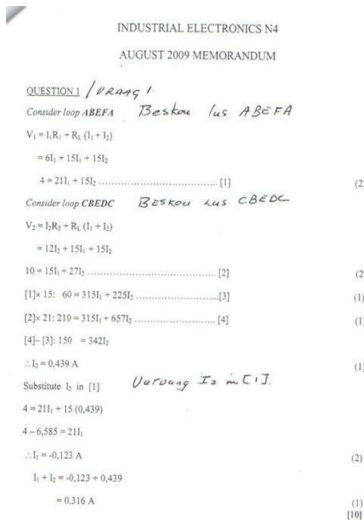 INDUSTRIAL ELECTRONICS N4
AUGUST 2009 MEMORANDUM
QUESTION 1 / VRAAG 1.
Consider loop ABEFA Beskou lus ABEFA
V₁ = I₁R₁ + R_L (I₁ + I₂)
= 6I₁ + 15I₁ + 15I₂
4 = 21I₁ + 15I₂ ........................................ [1] (2)
Consider loop CBEDC BESKOU LUS CBEDC
V₂ = I₂R₂ + R_L (I₁ + I₂)
= 12I₂ + 15I₁ + 15I₂
10 = 15I₁ + 27I₂ ........................................ [2] (2)
[1]× 15: 60 = 315I₁ + 225I₂ ........................... [3] (1)
[2]× 21: 210 = 315I₁ + 657I₂ ........................... [4] (1)
[4]– [3]: 150 = 342I₂
∴I₂ = 0,439 A (1)
Substitute I₂ in [1] Vervang I₂ in [1].
4 = 21I₁ + 15 (0,439)
4 – 6,585 = 21I₁
∴I₁ = -0,123 A (2)
I₁ + I₂ = -0,123 + 0,439
= 0,316 A (1)
[10]